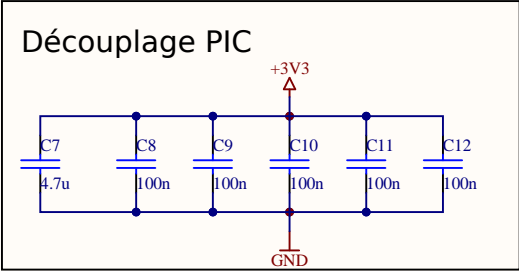 Découplage PIC
+3V3
C7 C8 C9 C10 C11 C12
4.7u 100n 100n 100n 100n 100n
GND